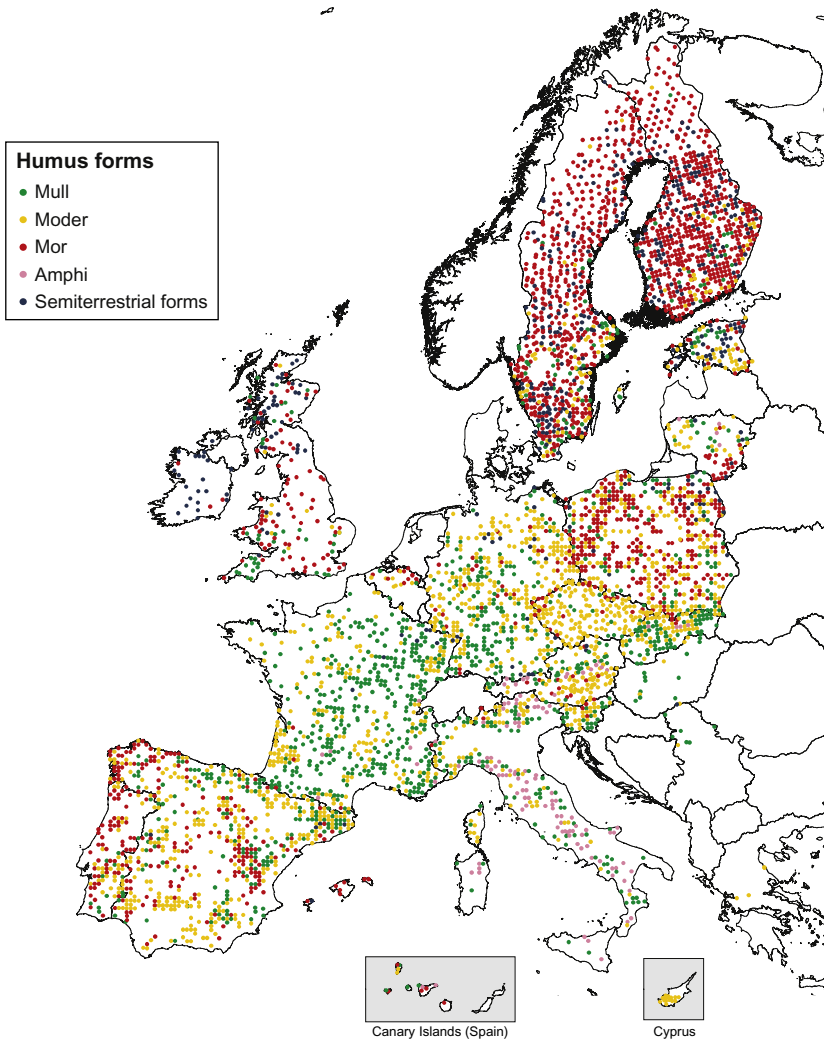 Humus forms
Mull
Moder
Mor
Amphi
Semiterrestrial forms
Canary Islands (Spain)
Cyprus